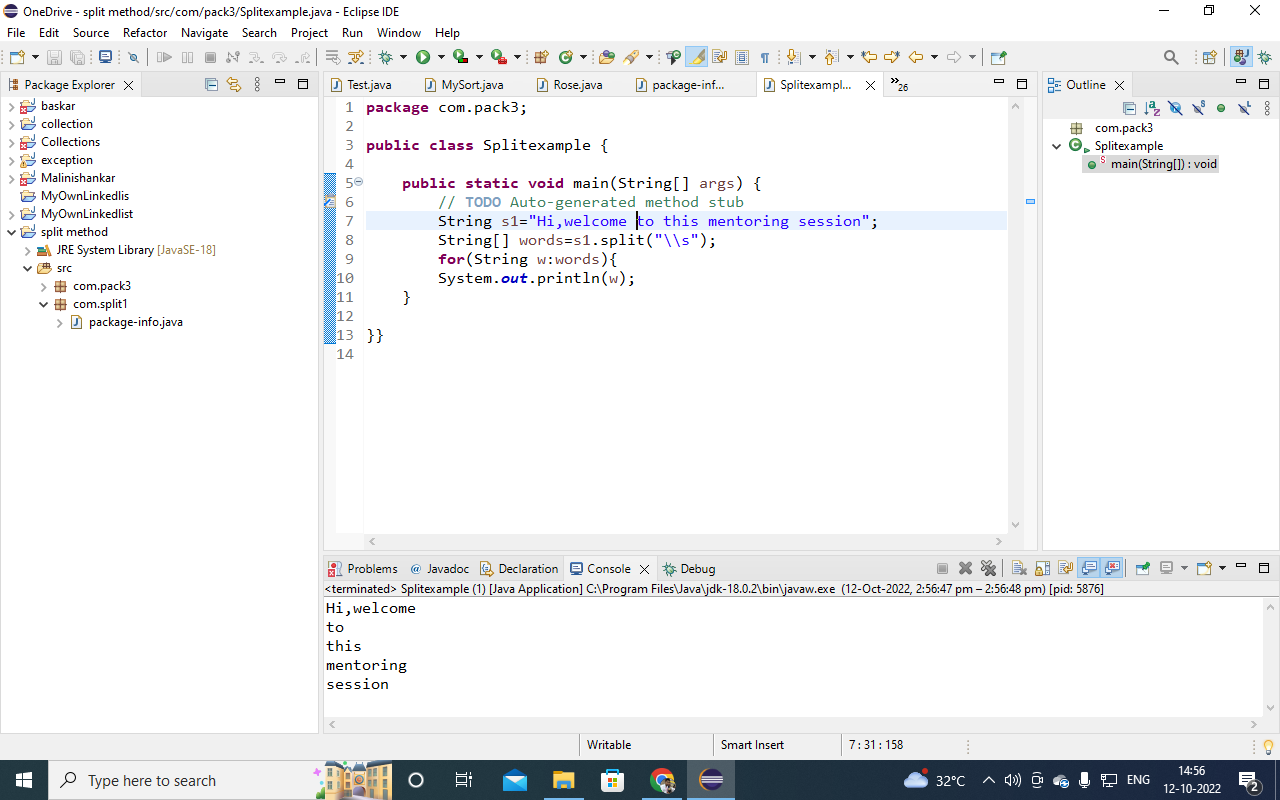 OneDrive - split method/src/com/pack3/Splitexample.java - Eclipse IDE
File Edit Source Refactor Navigate Search Project Run Window Help
Package Explorer
baskar
collection
Collections
exception
Malinishankar
MyOwnLinkedlis
MyOwnLinkedlist
split method
JRE System Library [JavaSE-18]
src
com.pack3
com.split1
package-info.java
Test.java MySort.java Rose.java package-inf... Splitexampl... »26
1 package com.pack3;
2
3 public class Splitexample {
4
5 public static void main(String[] args) {
6 // TODO Auto-generated method stub
7 String s1="Hi,welcome to this mentoring session";
8 String[] words=s1.split("\\s");
9 for(String w:words){
10 System.out.println(w);
11 }
12
13 }}
14
Outline
com.pack3
Splitexample
main(String[]) : void
Problems Javadoc Declaration Console Debug
<terminated> Splitexample (1) [Java Application] C:\Program Files\Java\jdk-18.0.2\bin\javaw.exe (12-Oct-2022, 2:56:47 pm – 2:56:48 pm) [pid: 5876]
Hi,welcome
to
this
mentoring
session
Writable Smart Insert 7 : 31 : 158
Type here to search
32°C ENG
14:56
12-10-2022
2